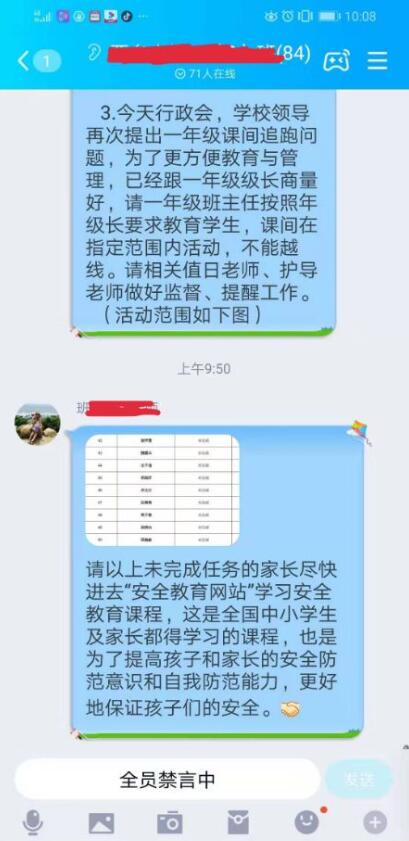 10:08
1
(84)
71人在线
3.今天行政会，学校领导
再次提出一年级课间追跑问
题，为了更方便教育与管
理，已经跟一年级级长商量
好，请一年级班主任按照年
级长要求教育学生，课间在
指定范围内活动，不能越
线。请相关值日老师、护导
老师做好监督、提醒工作。
（活动范围如下图）
上午9:50
班
请以上未完成任务的家长尽快
进去“安全教育网站”学习安全
教育课程，这是全国中小学生
及家长都得学习的课程，也是
为了提高孩子和家长的安全防
范意识和自我防范能力，更好
地保证孩子们的安全。
全员禁言中
发送